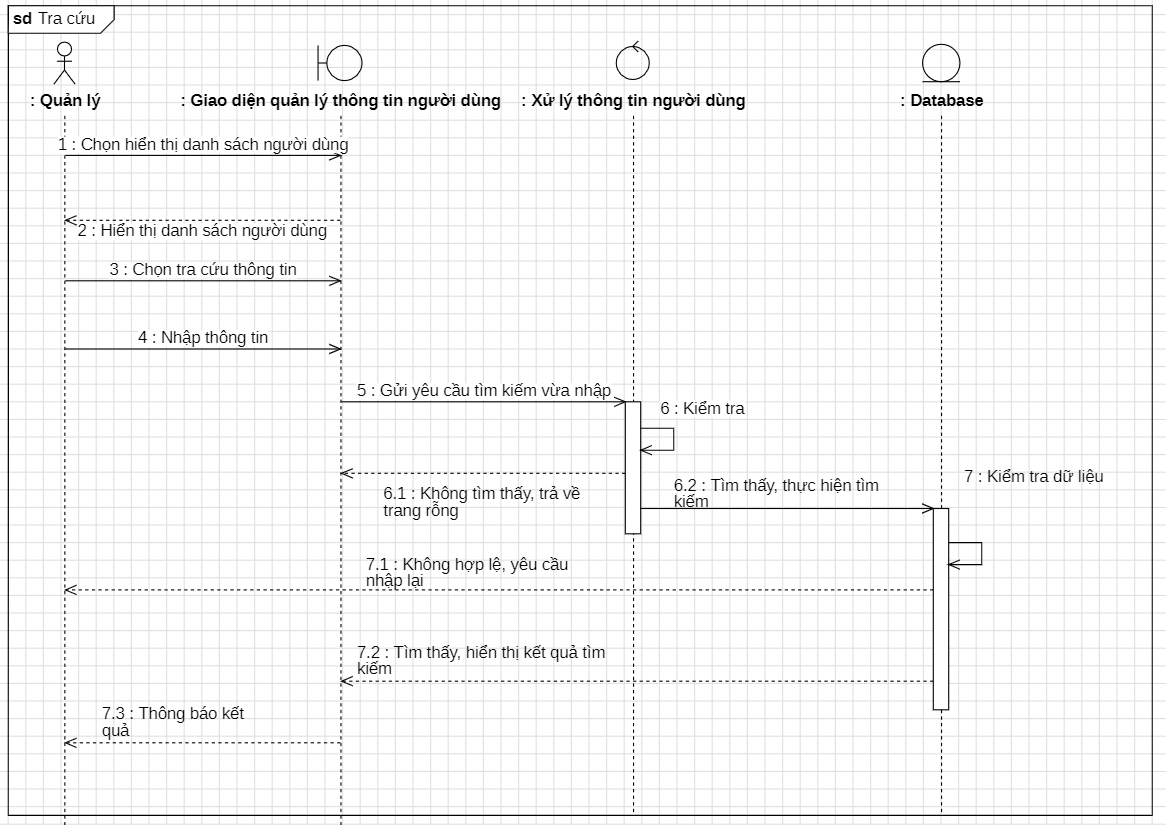 sd Tra cứu
: Quản lý
: Giao diện quản lý thông tin người dùng
: Xử lý thông tin người dùng
: Database
1 : Chọn hiển thị danh sách người dùng
2 : Hiển thị danh sách người dùng
3 : Chọn tra cứu thông tin
4 : Nhập thông tin
5 : Gửi yêu cầu tìm kiếm vừa nhập
6 : Kiểm tra
6.1 : Không tìm thấy, trả về
trang rỗng
6.2 : Tìm thấy, thực hiện tìm
kiếm
7 : Kiểm tra dữ liệu
7.1 : Không hợp lệ, yêu cầu
nhập lại
7.2 : Tìm thấy, hiển thị kết quả tìm
kiếm
7.3 : Thông báo kết
quả